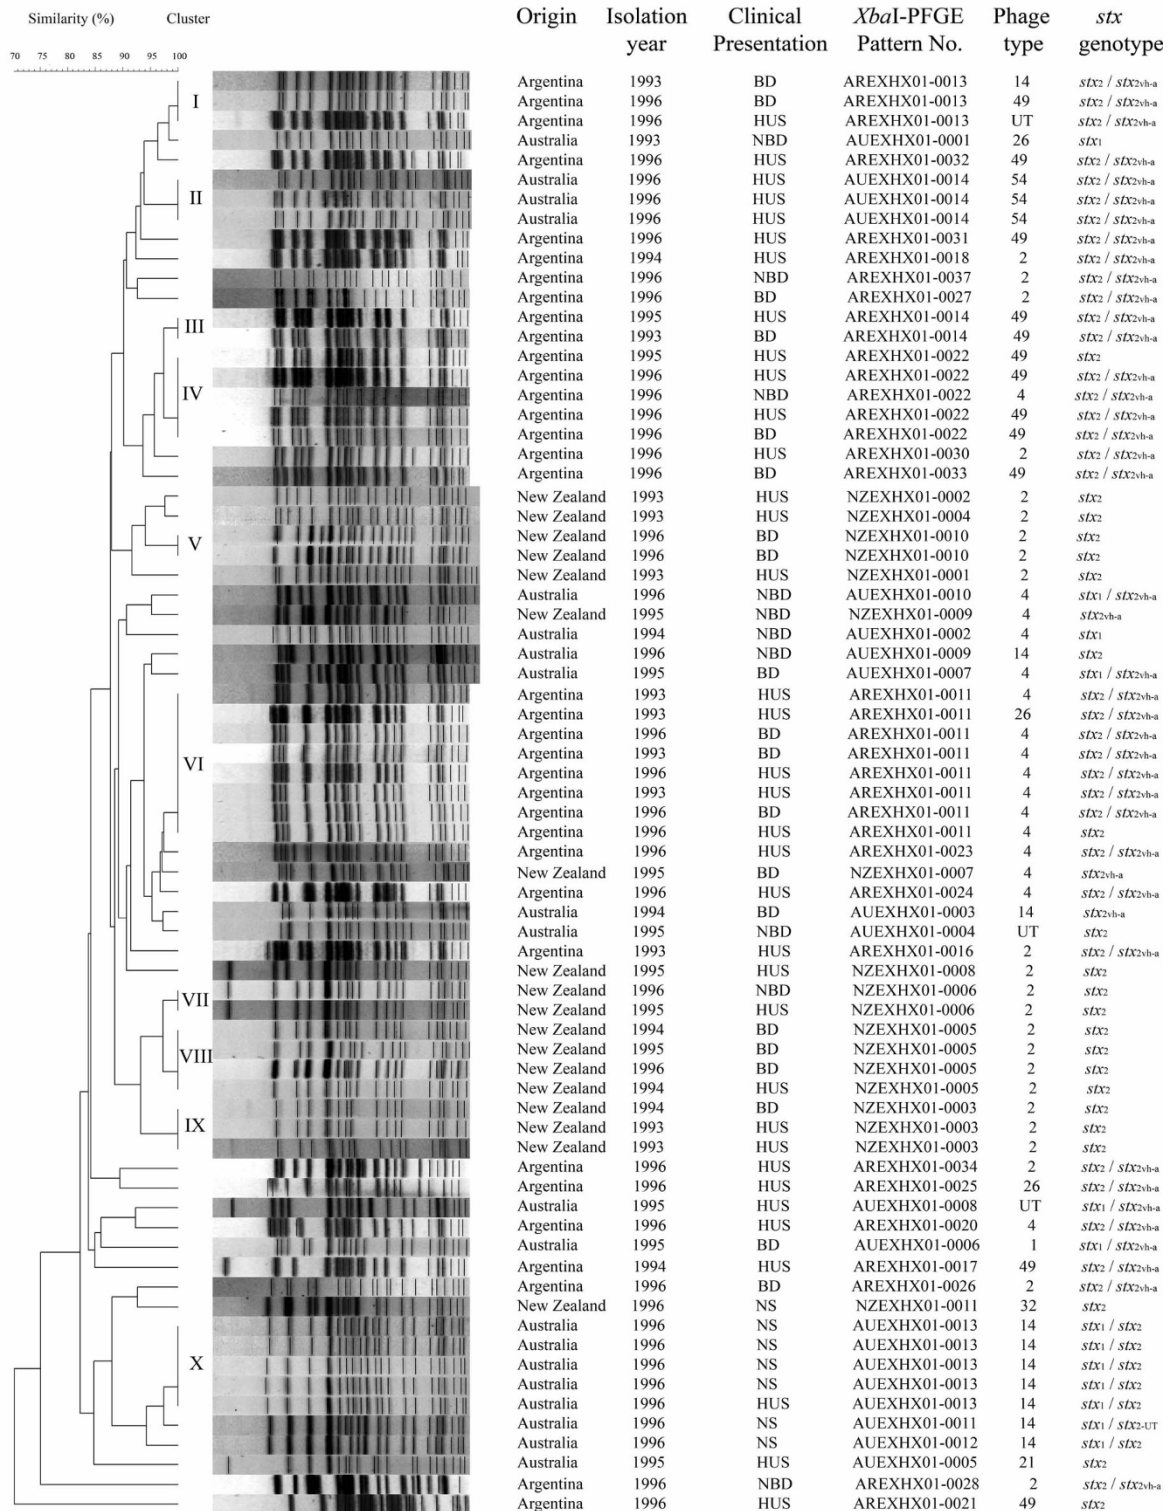 Similarity (%) Cluster Origin Isolation year Clinical Presentation XbaI-PFGE Pattern No. Phage type stx genotype
70 75 80 85 90 95 100
Argentina 1993 BD AREXHX01-0013 14 stx2 / stx2vh-a
I Argentina 1996 BD AREXHX01-0013 49 stx2 / stx2vh-a
Argentina 1996 HUS AREXHX01-0013 UT stx2 / stx2vh-a
Australia 1993 NBD AUEXHX01-0001 26 stx1
Argentina 1996 HUS AREXHX01-0032 49 stx2 / stx2vh-a
Australia 1996 HUS AUEXHX01-0014 54 stx2 / stx2vh-a
II Australia 1996 HUS AUEXHX01-0014 54 stx2 / stx2vh-a
Australia 1996 HUS AUEXHX01-0014 54 stx2 / stx2vh-a
Argentina 1996 HUS AREXHX01-0031 49 stx2 / stx2vh-a
Argentina 1994 HUS AREXHX01-0018 2 stx2 / stx2vh-a
Argentina 1996 NBD AREXHX01-0037 2 stx2 / stx2vh-a
Argentina 1996 BD AREXHX01-0027 2 stx2 / stx2vh-a
III Argentina 1995 HUS AREXHX01-0014 49 stx2 / stx2vh-a
Argentina 1993 BD AREXHX01-0014 49 stx2 / stx2vh-a
Argentina 1995 HUS AREXHX01-0022 49 stx2
Argentina 1996 HUS AREXHX01-0022 49 stx2 / stx2vh-a
IV Argentina 1996 NBD AREXHX01-0022 4 stx2 / stx2vh-a
Argentina 1996 HUS AREXHX01-0022 49 stx2 / stx2vh-a
Argentina 1996 BD AREXHX01-0022 49 stx2 / stx2vh-a
Argentina 1996 HUS AREXHX01-0030 2 stx2 / stx2vh-a
Argentina 1996 BD AREXHX01-0033 49 stx2 / stx2vh-a
New Zealand 1993 HUS NZEXHX01-0002 2 stx2
New Zealand 1993 HUS NZEXHX01-0004 2 stx2
V New Zealand 1996 BD NZEXHX01-0010 2 stx2
New Zealand 1996 BD NZEXHX01-0010 2 stx2
New Zealand 1993 HUS NZEXHX01-0001 2 stx2
Australia 1996 NBD AUEXHX01-0010 4 stx1 / stx2vh-a
New Zealand 1995 NBD NZEXHX01-0009 4 stx2vh-a
Australia 1994 NBD AUEXHX01-0002 4 stx1
Australia 1996 NBD AUEXHX01-0009 14 stx2
Australia 1995 BD AUEXHX01-0007 4 stx1 / stx2vh-a
Argentina 1993 HUS AREXHX01-0011 4 stx2 / stx2vh-a
Argentina 1993 HUS AREXHX01-0011 26 stx2 / stx2vh-a
Argentina 1996 BD AREXHX01-0011 4 stx2 / stx2vh-a
VI Argentina 1993 BD AREXHX01-0011 4 stx2 / stx2vh-a
Argentina 1996 HUS AREXHX01-0011 4 stx2 / stx2vh-a
Argentina 1993 HUS AREXHX01-0011 4 stx2 / stx2vh-a
Argentina 1996 BD AREXHX01-0011 4 stx2 / stx2vh-a
Argentina 1996 HUS AREXHX01-0011 4 stx2
Argentina 1996 HUS AREXHX01-0023 4 stx2 / stx2vh-a
New Zealand 1995 BD NZEXHX01-0007 4 stx2vh-a
Argentina 1996 HUS AREXHX01-0024 4 stx2 / stx2vh-a
Australia 1994 BD AUEXHX01-0003 14 stx2vh-a
Australia 1995 NBD AUEXHX01-0004 UT stx2
Argentina 1993 HUS AREXHX01-0016 2 stx2 / stx2vh-a
New Zealand 1995 HUS NZEXHX01-0008 2 stx2
VII New Zealand 1996 NBD NZEXHX01-0006 2 stx2
New Zealand 1995 HUS NZEXHX01-0006 2 stx2
New Zealand 1994 BD NZEXHX01-0005 2 stx2
VIII New Zealand 1995 BD NZEXHX01-0005 2 stx2
New Zealand 1996 BD NZEXHX01-0005 2 stx2
New Zealand 1994 HUS NZEXHX01-0005 2 stx2
New Zealand 1994 BD NZEXHX01-0003 2 stx2
IX New Zealand 1993 HUS NZEXHX01-0003 2 stx2
New Zealand 1993 HUS NZEXHX01-0003 2 stx2
Argentina 1996 HUS AREXHX01-0034 2 stx2 / stx2vh-a
Argentina 1996 HUS AREXHX01-0025 26 stx2 / stx2vh-a
Australia 1995 HUS AUEXHX01-0008 UT stx1 / stx2vh-a
Argentina 1996 HUS AREXHX01-0020 4 stx2 / stx2vh-a
Australia 1995 BD AUEXHX01-0006 1 stx1 / stx2vh-a
Argentina 1994 HUS AREXHX01-0017 49 stx2 / stx2vh-a
Argentina 1996 BD AREXHX01-0026 2 stx2 / stx2vh-a
New Zealand 1996 NS NZEXHX01-0011 32 stx2
Australia 1996 NS AUEXHX01-0013 14 stx1 / stx2
Australia 1996 NS AUEXHX01-0013 14 stx1 / stx2
X Australia 1996 NS AUEXHX01-0013 14 stx1 / stx2
Australia 1996 NS AUEXHX01-0013 14 stx1 / stx2
Australia 1996 HUS AUEXHX01-0013 14 stx1 / stx2
Australia 1996 NS AUEXHX01-0011 14 stx1 / stx2-UT
Australia 1996 NS AUEXHX01-0012 14 stx1 / stx2
Australia 1995 HUS AUEXHX01-0005 21 stx2
Argentina 1996 NBD AREXHX01-0028 2 stx2 / stx2vh-a
Argentina 1996 HUS AREXHX01-0021 49 stx2